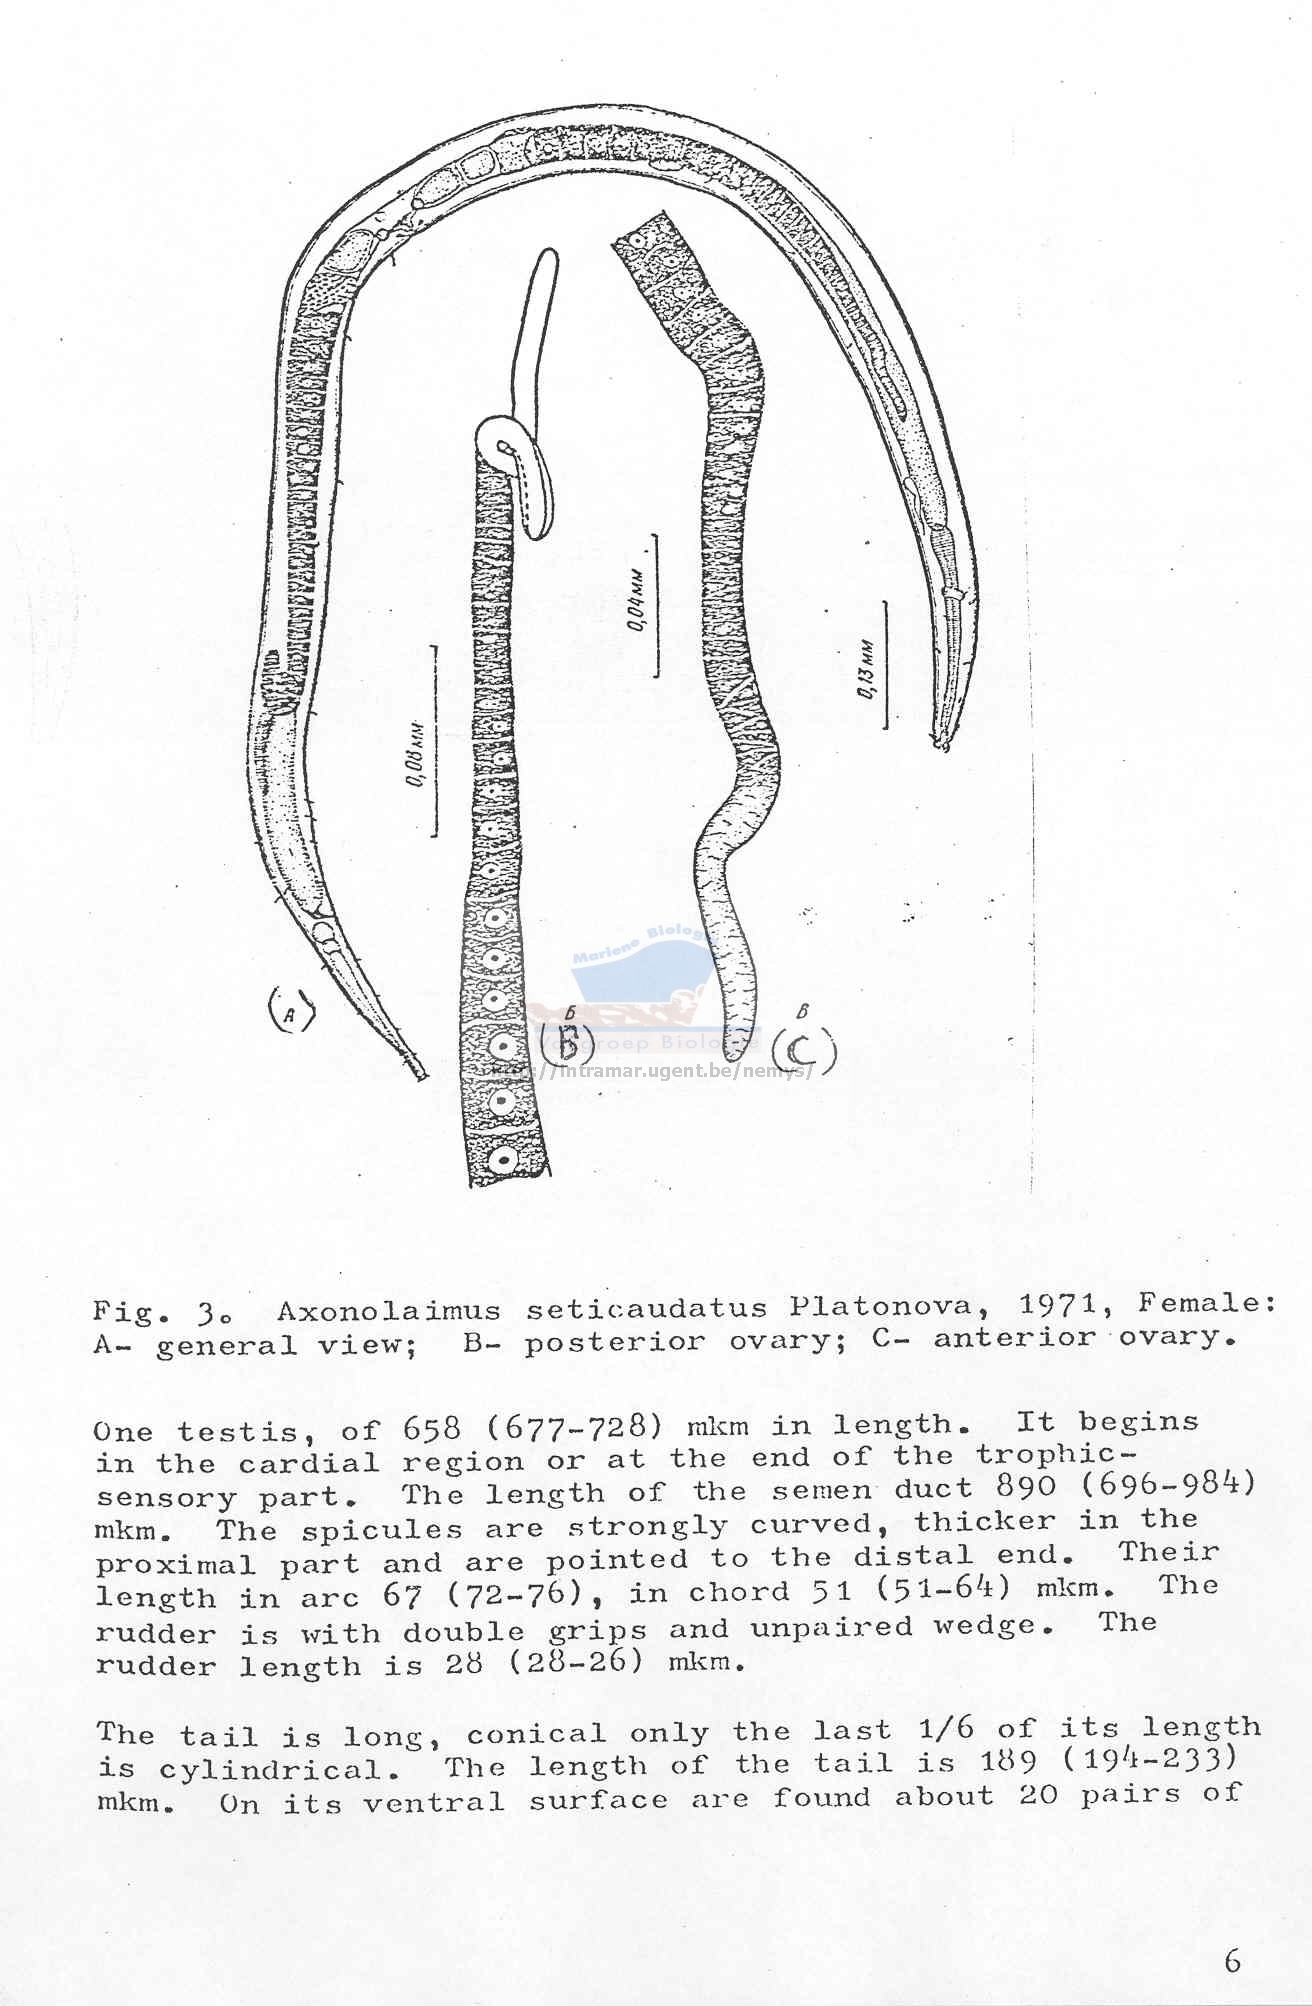 0,08мм
0,04мм
0,13мм
Mariene Biologie
(A)
Б
(B)
В
(C)
Vakgroep Biologie
http://intramar.ugent.be/nemys/
Fig. 3. Axonolaimus seticaudatus Platonova, 1971, Female:
A- general view; B- posterior ovary; C- anterior ovary.
One testis, of 658 (677-728) mkm in length. It begins
in the cardial region or at the end of the trophic-
sensory part. The length of the semen duct 890 (696-984)
mkm. The spicules are strongly curved, thicker in the
proximal part and are pointed to the distal end. Their
length in arc 67 (72-76), in chord 51 (51-64) mkm. The
rudder is with double grips and unpaired wedge. The
rudder length is 28 (28-26) mkm.
The tail is long, conical only the last 1/6 of its length
is cylindrical. The length of the tail is 189 (194-233)
mkm. On its ventral surface are found about 20 pairs of
6